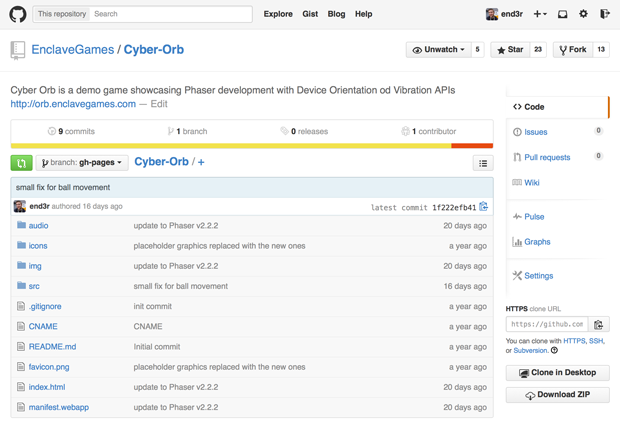 This repository Search Explore Gist Blog Help end3r
EnclaveGames / Cyber-Orb Unwatch 5 Star 23 Fork 13
Cyber Orb is a demo game showcasing Phaser development with Device Orientation od Vibration APIs
http://orb.enclavegames.com — Edit
9 commits 1 branch 0 releases 1 contributor
branch: gh-pages Cyber-Orb / +
small fix for ball movement
end3r authored 16 days ago latest commit 1f222efb41
audio update to Phaser v2.2.2 20 days ago
icons placeholder graphics replaced with the new ones a year ago
img update to Phaser v2.2.2 20 days ago
src small fix for ball movement 16 days ago
.gitignore init commit a year ago
CNAME CNAME a year ago
README.md Initial commit a year ago
favicon.png placeholder graphics replaced with the new ones a year ago
index.html update to Phaser v2.2.2 20 days ago
manifest.webapp update to Phaser v2.2.2 20 days ago
Code
Issues 0
Pull requests 0
Wiki
Pulse
Graphs
Settings
HTTPS clone URL
https://github.com
You can clone with HTTPS, SSH,
or Subversion.
Clone in Desktop
Download ZIP